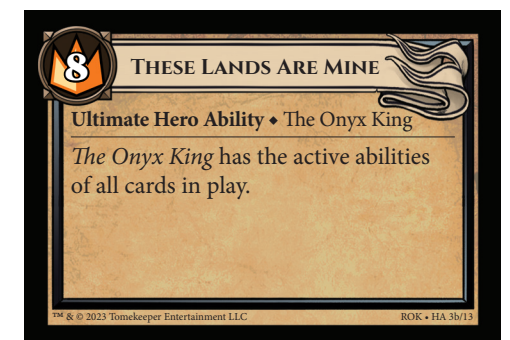 8
THESE LANDS ARE MINE
Ultimate Hero Ability ◆ The Onyx King
The Onyx King has the active abilities
of all cards in play.
™ & © 2023 Tomekeeper Entertainment LLC
ROK • HA 3b/13